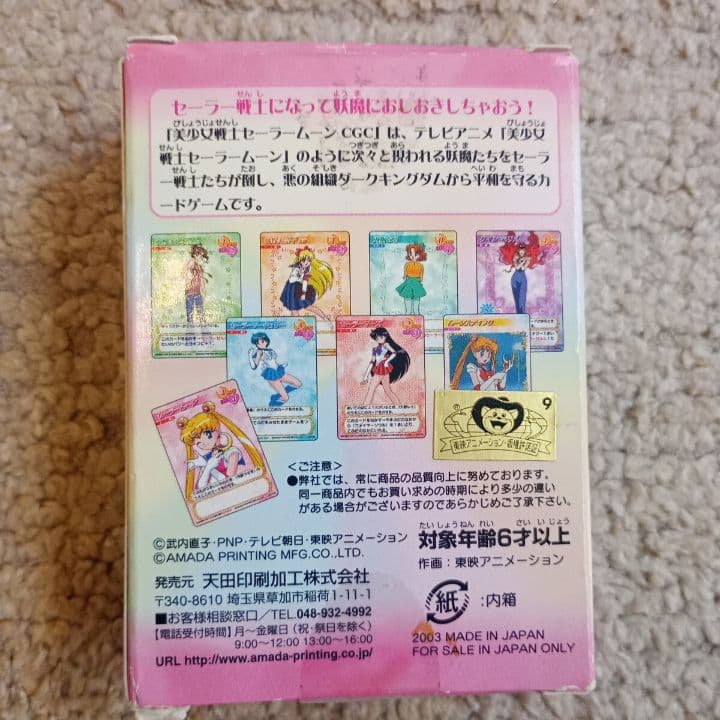 セーラー戦士になって妖魔におしおきしちゃおう!
「美少女戦士セーラームーン CGC」は、テレビアニメ「美少女
戦士セーラームーン」のように次々と現われる妖魔たちをセーラ
ー戦士たちが倒し、悪の組織ダークキングダムから平和を守るカ
ードゲームです。
9
東映アニメーション・版権許諾証
<ご注意>
●弊社では、常に商品の品質向上に努めております。
同一商品内でもお買い求めの時期により多少の違い
がある場合がございますのであらかじめご了承下さい。
©武内直子・PNP・テレビ朝日・東映アニメーション
©AMADA PRINTING MFG.CO.,LTD.
対象年齢6才以上
作画:東映アニメーション
発売元 天田印刷加工株式会社
〒340-8610 埼玉県草加市稲荷1-11-1
■お客様相談窓口/TEL 048-932-4992
【電話受付時間】月~金曜日(祝・祭日を除く)
9:00~12:00 13:00~16:00
URL http://www.amada-printing.co.jp/
紙:内箱
2003 MADE IN JAPAN
FOR SALE IN JAPAN ONLY